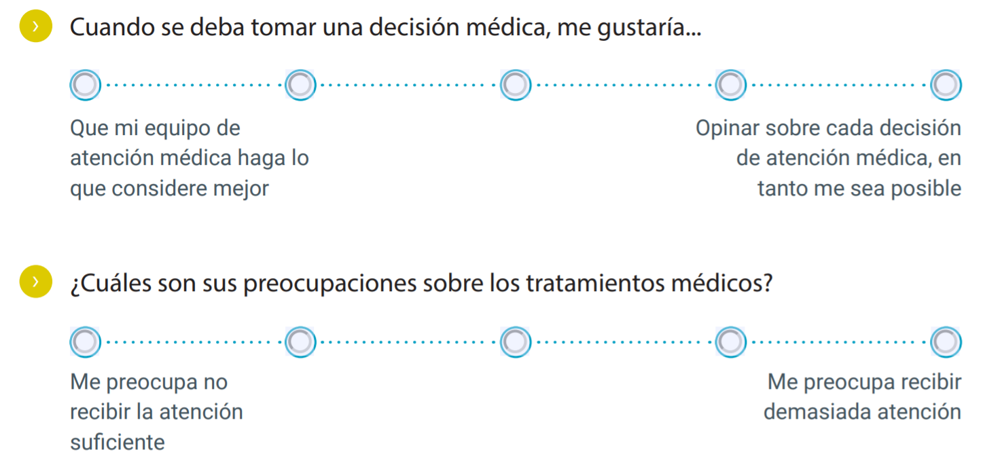 Cuando se deba tomar una decisión médica, me gustaría...
Que mi equipo de
atención médica haga lo
que considere mejor
Opinar sobre cada decisión
de atención médica, en
tanto me sea posible
¿Cuáles son sus preocupaciones sobre los tratamientos médicos?
Me preocupa no
recibir la atención
suficiente
Me preocupa recibir
demasiada atención